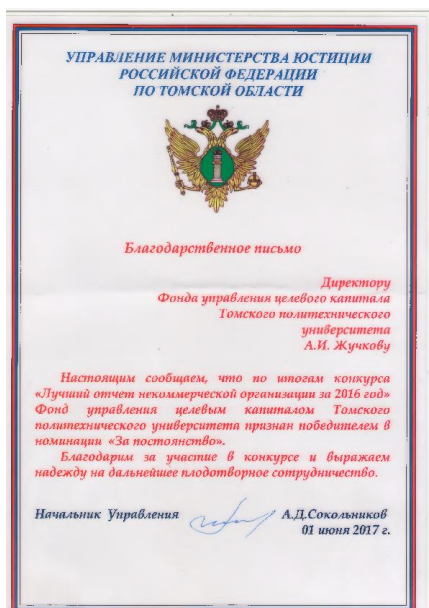 УПРАВЛЕНИЕ МИНИСТЕРСТВА ЮСТИЦИИ
РОССИЙСКОЙ ФЕДЕРАЦИИ
ПО ТОМСКОЙ ОБЛАСТИ
Благодарственное письмо
Директору
Фонда управления целевого капитала
Томского политехнического
университета
А.И. Жучкову
Настоящим сообщаем, что по итогам конкурса
«Лучший отчет некоммерческой организации за 2016 год»
Фонд управления целевым капиталом Томского
политехнического университета признан победителем в
номинации «За постоянство».
Благодарим за участие в конкурсе и выражаем
надежду на дальнейшее плодотворное сотрудничество.
Начальник Управления А.Д.Сокольников
01 июня 2017 г.